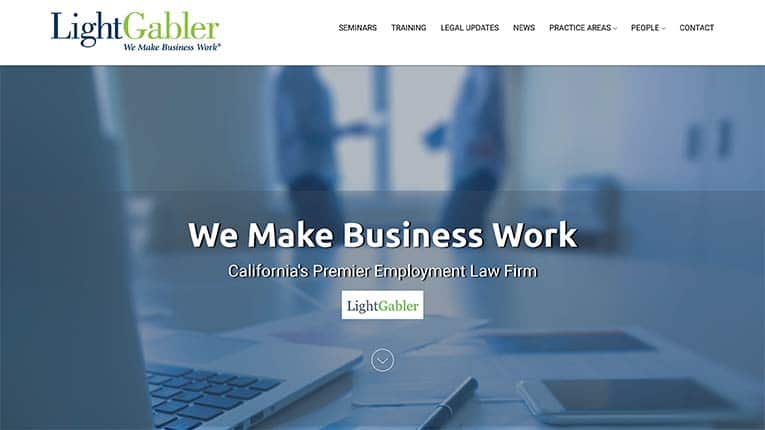 LightGabler
We Make Business Work®
SEMINARS TRAINING LEGAL UPDATES NEWS PRACTICE AREAS PEOPLE CONTACT
We Make Business Work
California's Premier Employment Law Firm
LightGabler